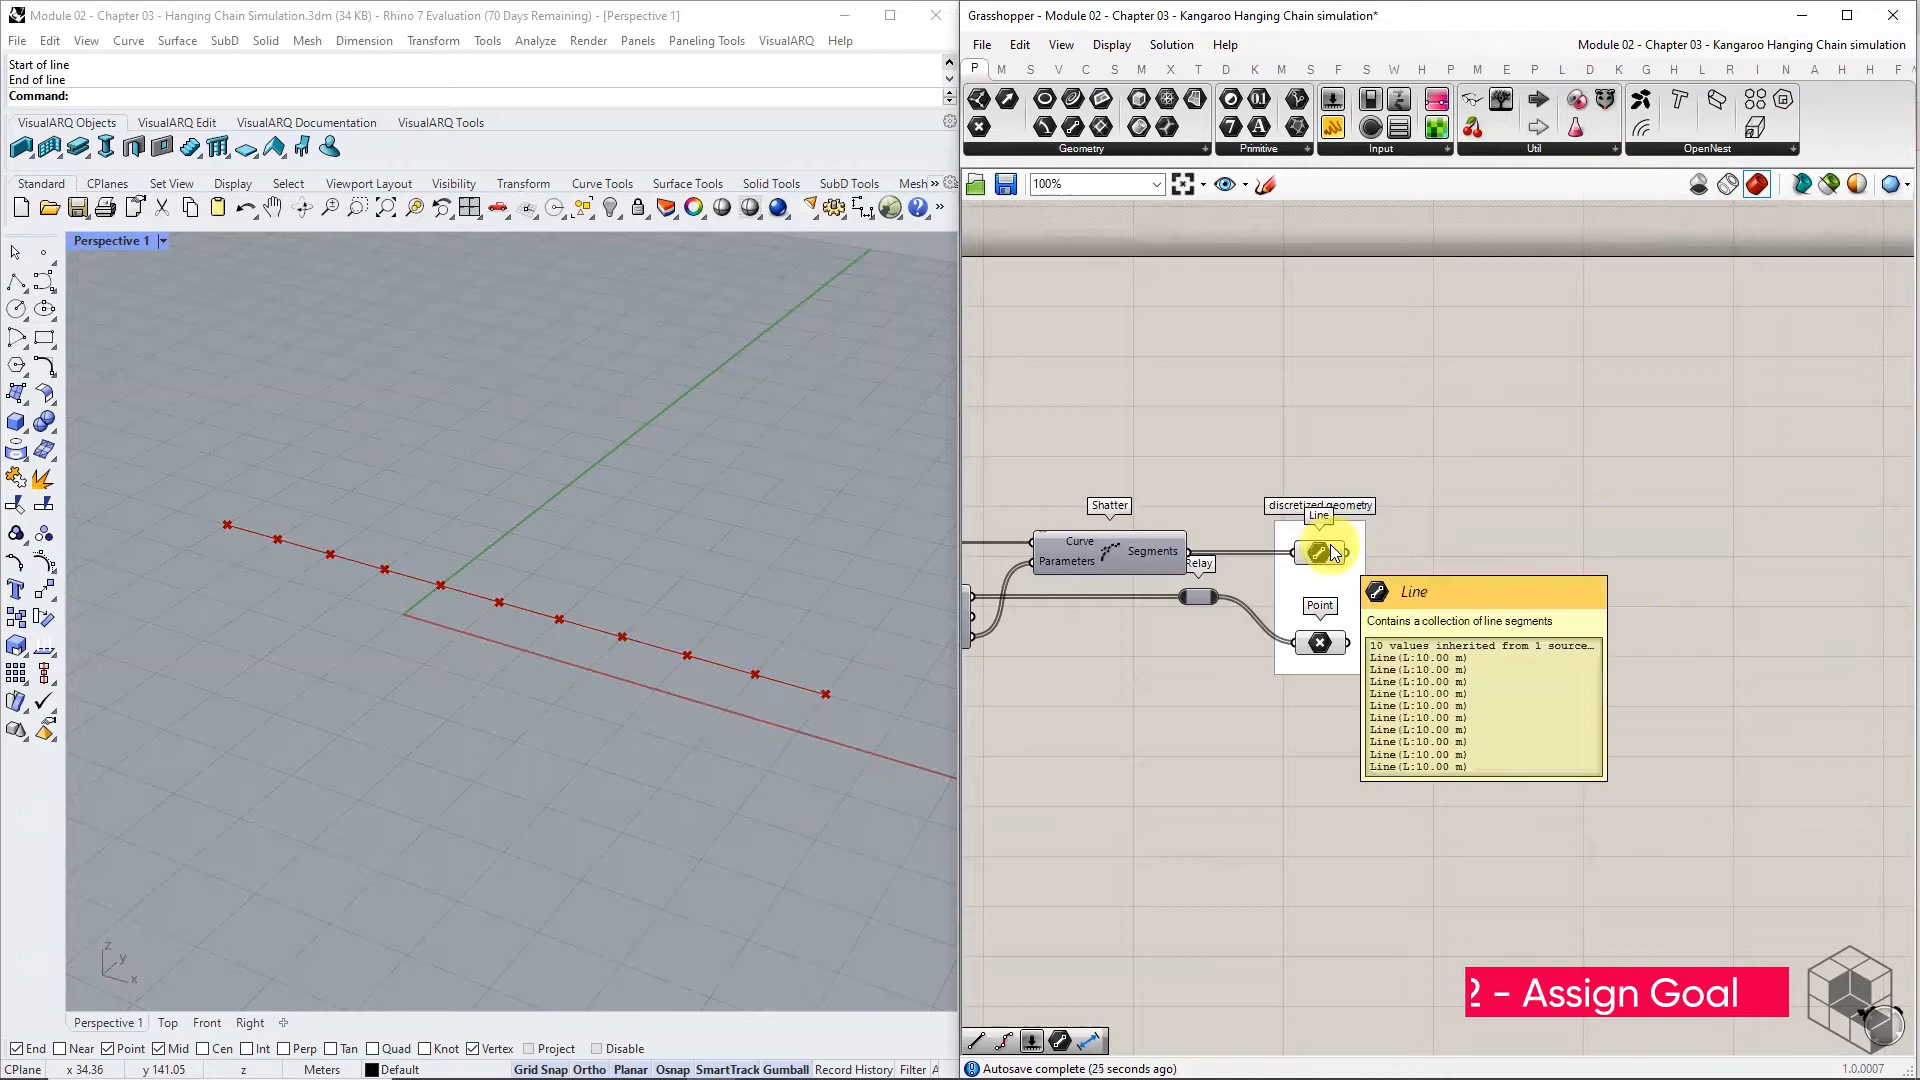 Module 02 - Chapter 03 - Hanging Chain Simulation.3dm (34 KB) - Rhino 7 Evaluation (70 Days Remaining) - [Perspective 1]
File Edit View Curve Surface SubD Solid Mesh Dimension Transform Tools Analyze Render Panels Paneling Tools VisualARQ Help
Start of line
End of line
Command:
VisualARQ Objects VisualARQ Edit VisualARQ Documentation VisualARQ Tools
Standard CPlanes Set View Display Select Viewport Layout Visibility Transform Curve Tools Surface Tools Solid Tools SubD Tools Mesh »
»
Perspective 1
z
y
x
Perspective 1 Top Front Right
End Near Point Mid Cen Int Perp Tan Quad Knot Vertex Project Disable
CPlane x 34.36 y 141.05 z Meters Default Grid Snap Ortho Planar Osnap SmartTrack Gumball Record History Filter A
Grasshopper - Module 02 - Chapter 03 - Kangaroo Hanging Chain simulation*
File Edit View Display Solution Help
Module 02 - Chapter 03 - Kangaroo Hanging Chain simulation
P M S V C S M X T D K M S F S W H P M E P L D K G H L R I N A H H F
Geometry Primitive Input Util OpenNest
100%
Shatter
discretized geometry
Line
Curve
Parameters
Segments
Relay
Point
Line
Contains a collection of line segments
10 values inherited from 1 source…
Line(L:10.00 m)
Line(L:10.00 m)
Line(L:10.00 m)
Line(L:10.00 m)
Line(L:10.00 m)
Line(L:10.00 m)
Line(L:10.00 m)
Line(L:10.00 m)
Line(L:10.00 m)
Line(L:10.00 m)
2 - Assign Goal
Autosave complete (25 seconds ago)
1.0.0007